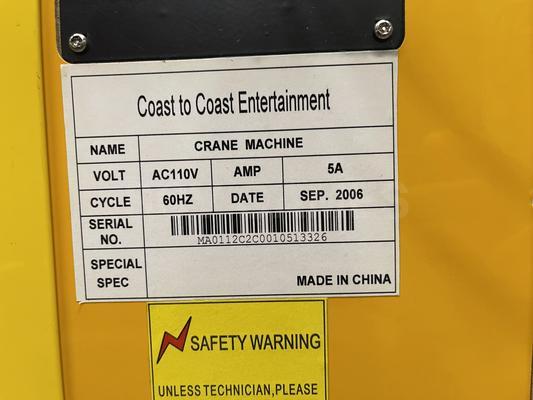 Coast to Coast Entertainment
NAME CRANE MACHINE
VOLT AC110V AMP 5A
CYCLE 60HZ DATE SEP. 2006
SERIAL NO. MA0112C2C0010513326
SPECIAL SPEC MADE IN CHINA
SAFETY WARNING
UNLESS TECHNICIAN,PLEASE